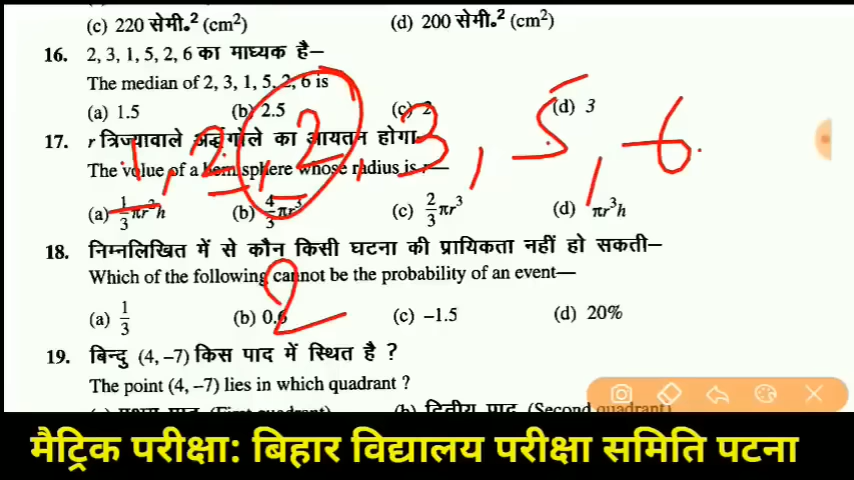 (c) 220 सेमी.² (cm²) (d) 200 सेमी.² (cm²)
16. 2, 3, 1, 5, 2, 6 का माध्यक है—
The median of 2, 3, 1, 5, 2, 6 is
(a) 1.5 (b) 2.5 (c) 2 (d) 3
17. r त्रिज्यावाले अर्द्धगोले का आयतन होगा—
The volume of a hemisphere whose radius is r—
1, 2, 2, 3, 5, 6
(a) 1/3 πr²h (b) 4/3 πr³ (c) 2/3 πr³ (d) πr³h
18. निम्नलिखित में से कौन किसी घटना की प्रायिकता नहीं हो सकती—
Which of the following cannot be the probability of an event—
2
(a) 1/3 (b) 0.6 (c) –1.5 (d) 20%
19. बिन्दु (4, –7) किस पाद में स्थित है ?
The point (4, –7) lies in which quadrant ?
(a) प्रथम पाद (First quadrant) (b) द्वितीय पाद (Second quadrant)
मैट्रिक परीक्षा: बिहार विद्यालय परीक्षा समिति पटना